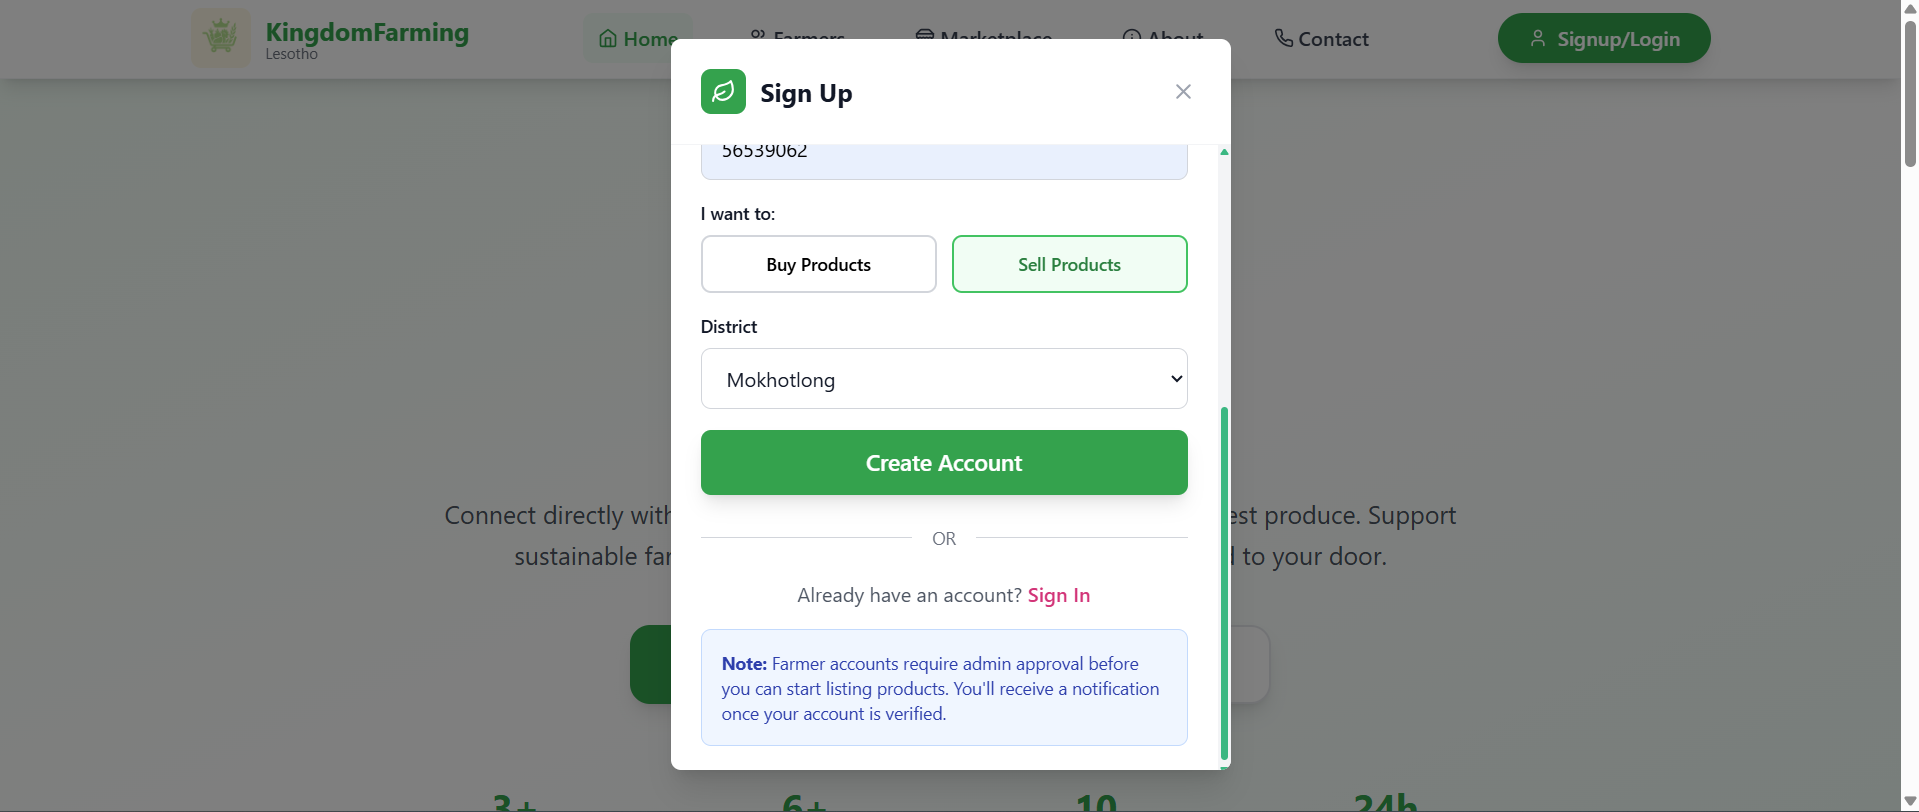 KingdomFarming
Lesotho
Home
Farmers
Marketplace
About
Contact
Signup/Login
Sign Up
56539062
I want to:
Buy Products
Sell Products
District
Mokhotlong
Create Account
OR
Already have an account? Sign In
Note: Farmer accounts require admin approval before
you can start listing products. You'll receive a notification
once your account is verified.
Connect directly with
est produce. Support
sustainable far
to your door.
3+
6+
10
24h